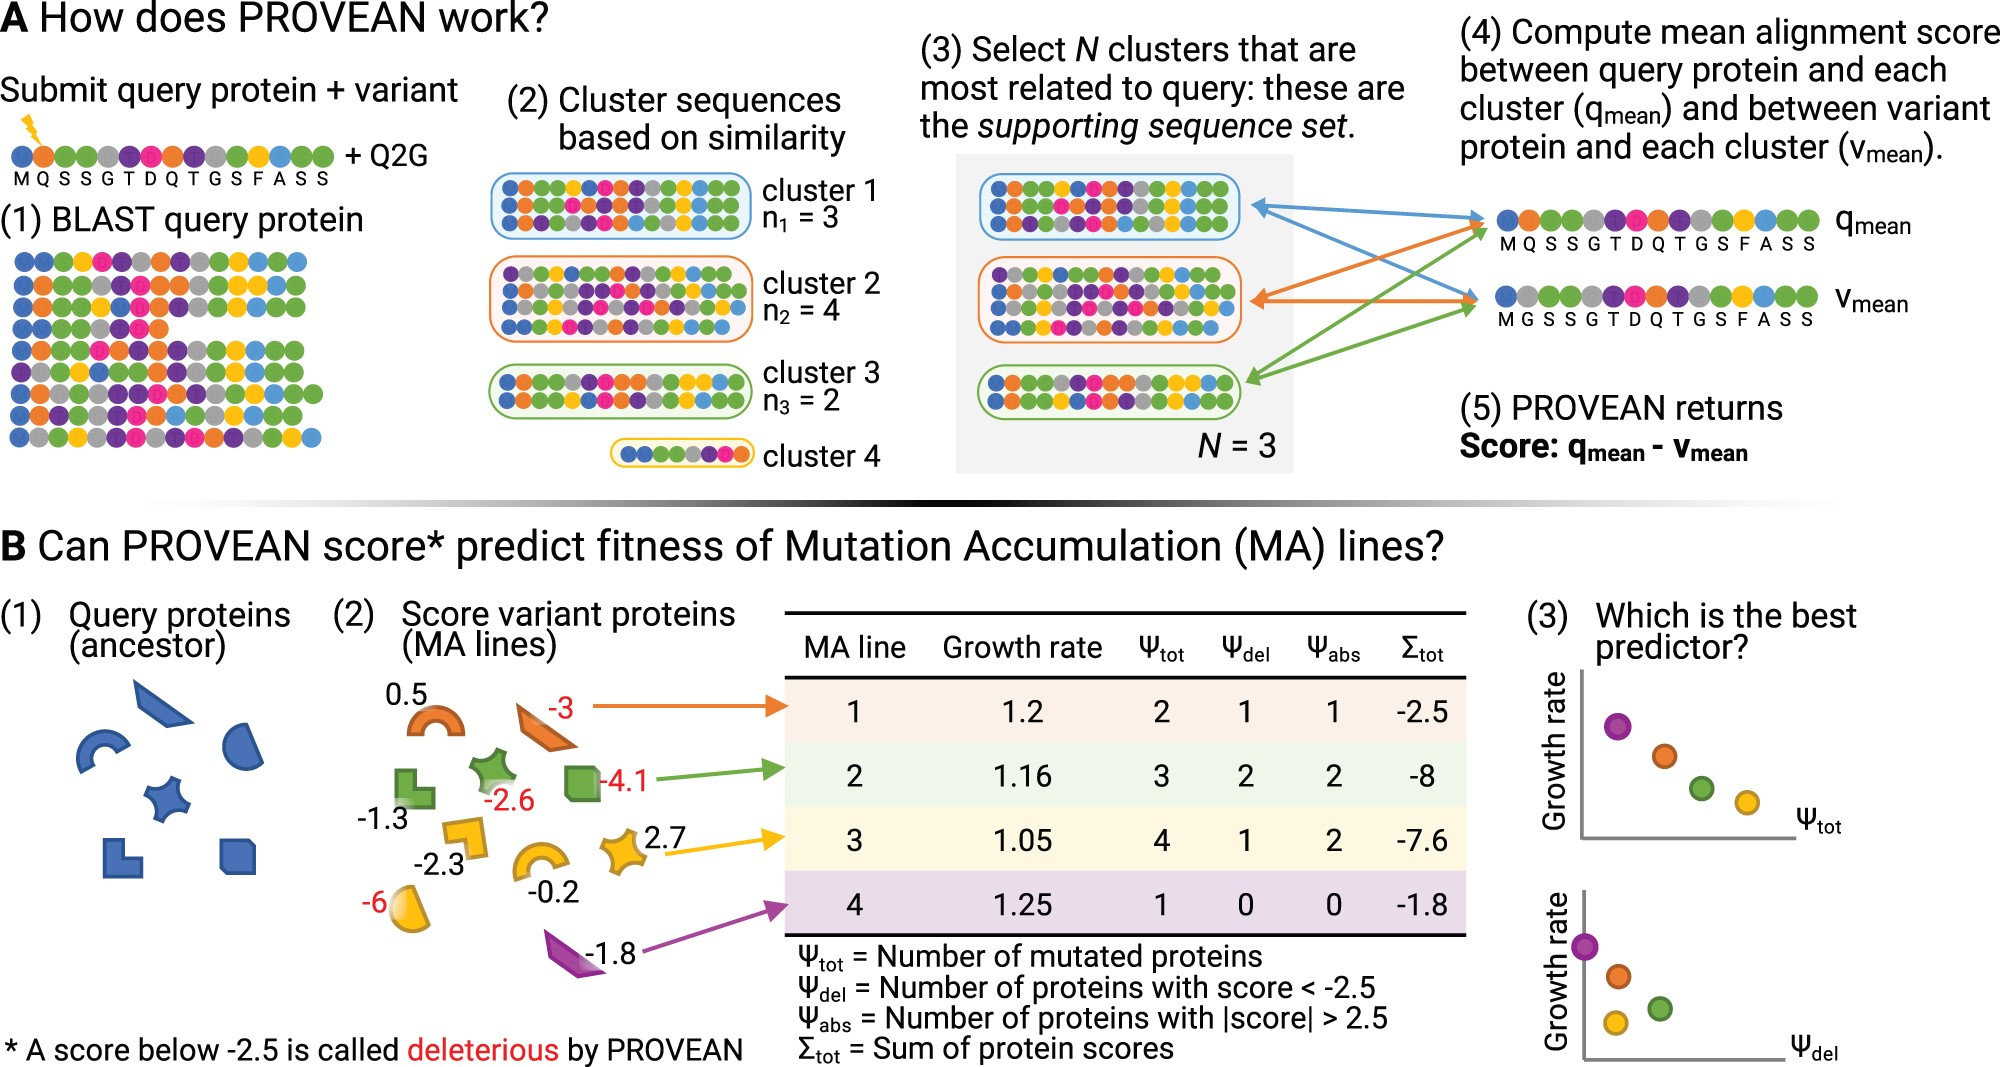 A How does PROVEAN work?
Submit query protein + variant
+ Q2G
M Q S S G T D Q T G S F A S S
(1) BLAST query protein
(2) Cluster sequences
based on similarity
cluster 1
n1 = 3
cluster 2
n2 = 4
cluster 3
n3 = 2
cluster 4
(3) Select N clusters that are
most related to query: these are
the supporting sequence set.
N = 3
(4) Compute mean alignment score
between query protein and each
cluster (qmean) and between variant
protein and each cluster (vmean).
qmean
M Q S S G T D Q T G S F A S S
vmean
M G S S G T D Q T G S F A S S
(5) PROVEAN returns
Score: qmean - vmean
B Can PROVEAN score* predict fitness of Mutation Accumulation (MA) lines?
(1) Query proteins
(ancestor)
(2) Score variant proteins
(MA lines)
0.5
-3
-4.1
-2.6
-1.3
2.7
-2.3
-0.2
-6
-1.8
MA line Growth rate Ψtot Ψdel Ψabs Σtot
1 1.2 2 1 1 -2.5
2 1.16 3 2 2 -8
3 1.05 4 1 2 -7.6
4 1.25 1 0 0 -1.8
Ψtot = Number of mutated proteins
Ψdel = Number of proteins with score < -2.5
Ψabs = Number of proteins with |score| > 2.5
Σtot = Sum of protein scores
* A score below -2.5 is called deleterious by PROVEAN
(3) Which is the best
predictor?
Growth rate
Ψtot
Growth rate
Ψdel